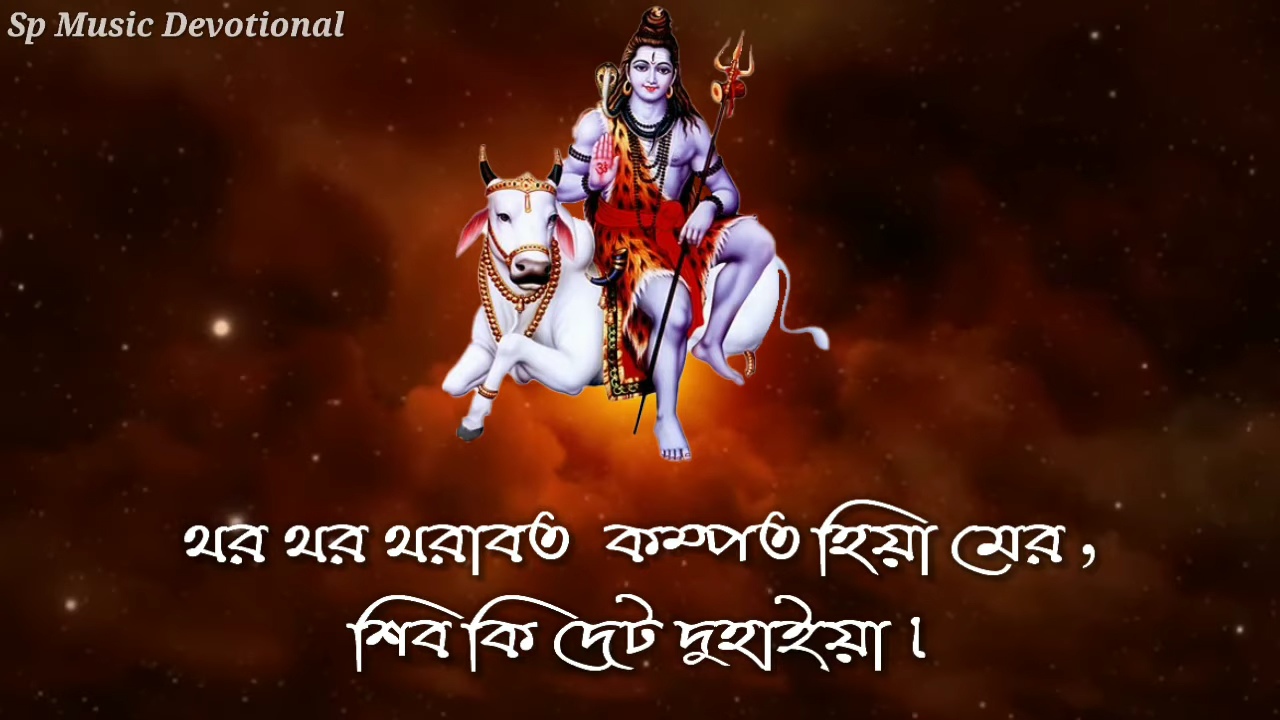 Sp Music Devotional
থর থর থরাবত কম্পত হিয়া মের ,
শিব কি দেট দুহাইয়া ।